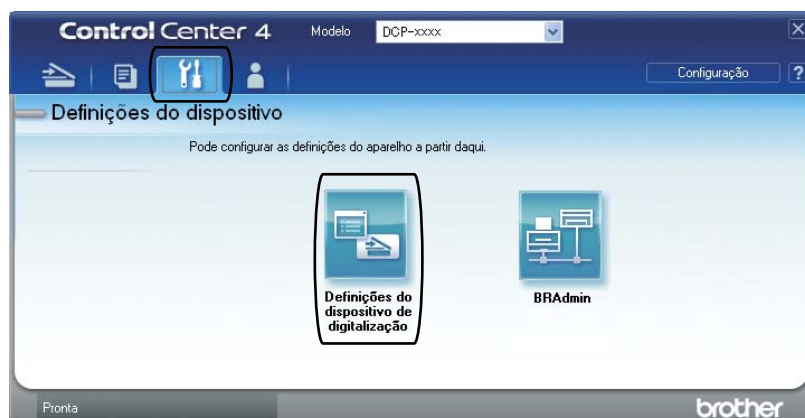 Control Center 4 Modelo DCP-xxxx
Configuração ?
Definições do dispositivo
Pode configurar as definições do aparelho a partir daqui.
Definições do
dispositivo de
digitalização
BRAdmin
Pronta
brother